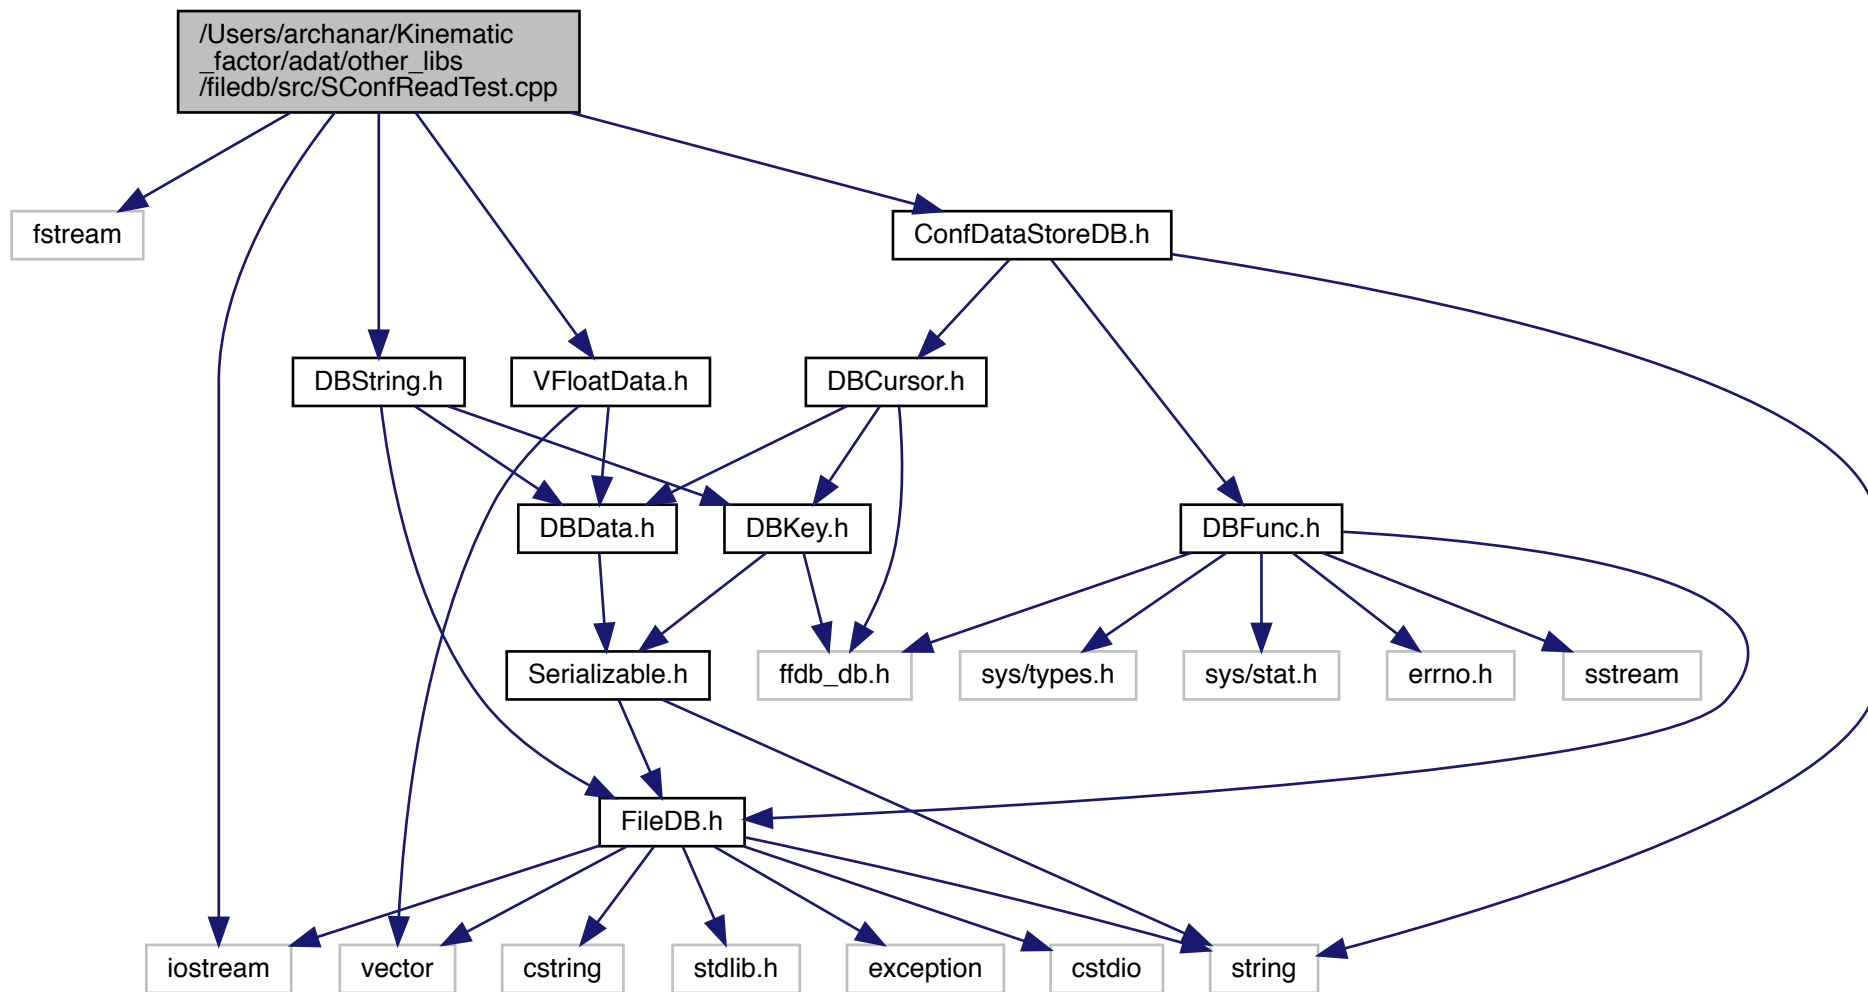 /Users/archanar/Kinematic
_factor/adat/other_libs
/filedb/src/SConfReadTest.cpp
fstream
ConfDataStoreDB.h
DBString.h
VFloatData.h
DBCursor.h
DBData.h
DBKey.h
DBFunc.h
Serializable.h
ffdb_db.h
sys/types.h
sys/stat.h
errno.h
sstream
FileDB.h
iostream
vector
cstring
stdlib.h
exception
cstdio
string